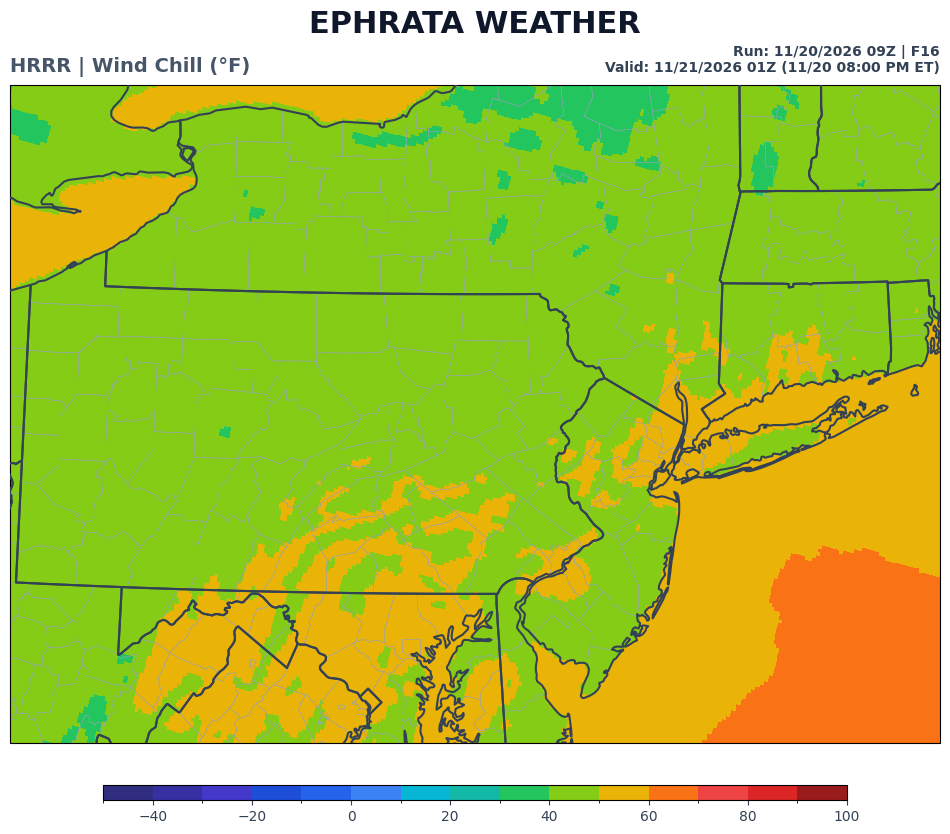 EPHRATA WEATHER
HRRR | Wind Chill (°F)
Run: 11/20/2026 09Z | F16
Valid: 11/21/2026 01Z (11/20 08:00 PM ET)
−40 −20 0 20 40 60 80 100